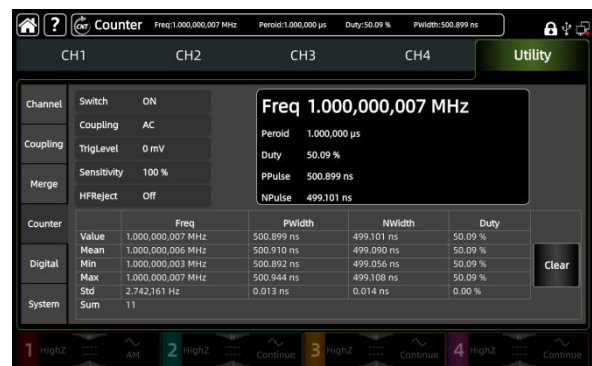 ? CNT Counter Freq:1.000,000,007 MHz Peroid:1.000,000 µs Duty:50.09 % PWidth:500.899 ns
CH1 CH2 CH3 CH4 Utility
Channel
Coupling
Merge
Counter
Digital
System
Switch ON
Coupling AC
TrigLevel 0 mV
Sensitivity 100 %
HFReject Off
Freq 1.000,000,007 MHz
Peroid 1.000,000 µs
Duty 50.09 %
PPulse 500.899 ns
NPulse 499.101 ns
Freq PWidth NWidth Duty
Value 1.000,000,007 MHz 500.899 ns 499.101 ns 50.09 %
Mean 1.000,000,006 MHz 500.910 ns 499.090 ns 50.09 %
Min 1.000,000,003 MHz 500.892 ns 499.056 ns 50.09 %
Max 1.000,000,007 MHz 500.944 ns 499.108 ns 50.09 %
Std 2.742,161 Hz 0.013 ns 0.014 ns 0.00 %
Sum 11
Clear
1 HighZ AM 2 HighZ Continue 3 HighZ Continue 4 HighZ Continue